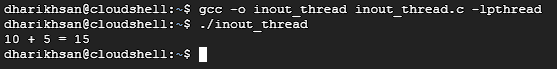 dharikhsan@cloudshell:~$ gcc -o inout_thread inout_thread.c -lpthread
dharikhsan@cloudshell:~$ ./inout_thread
10 + 5 = 15
dharikhsan@cloudshell:~$